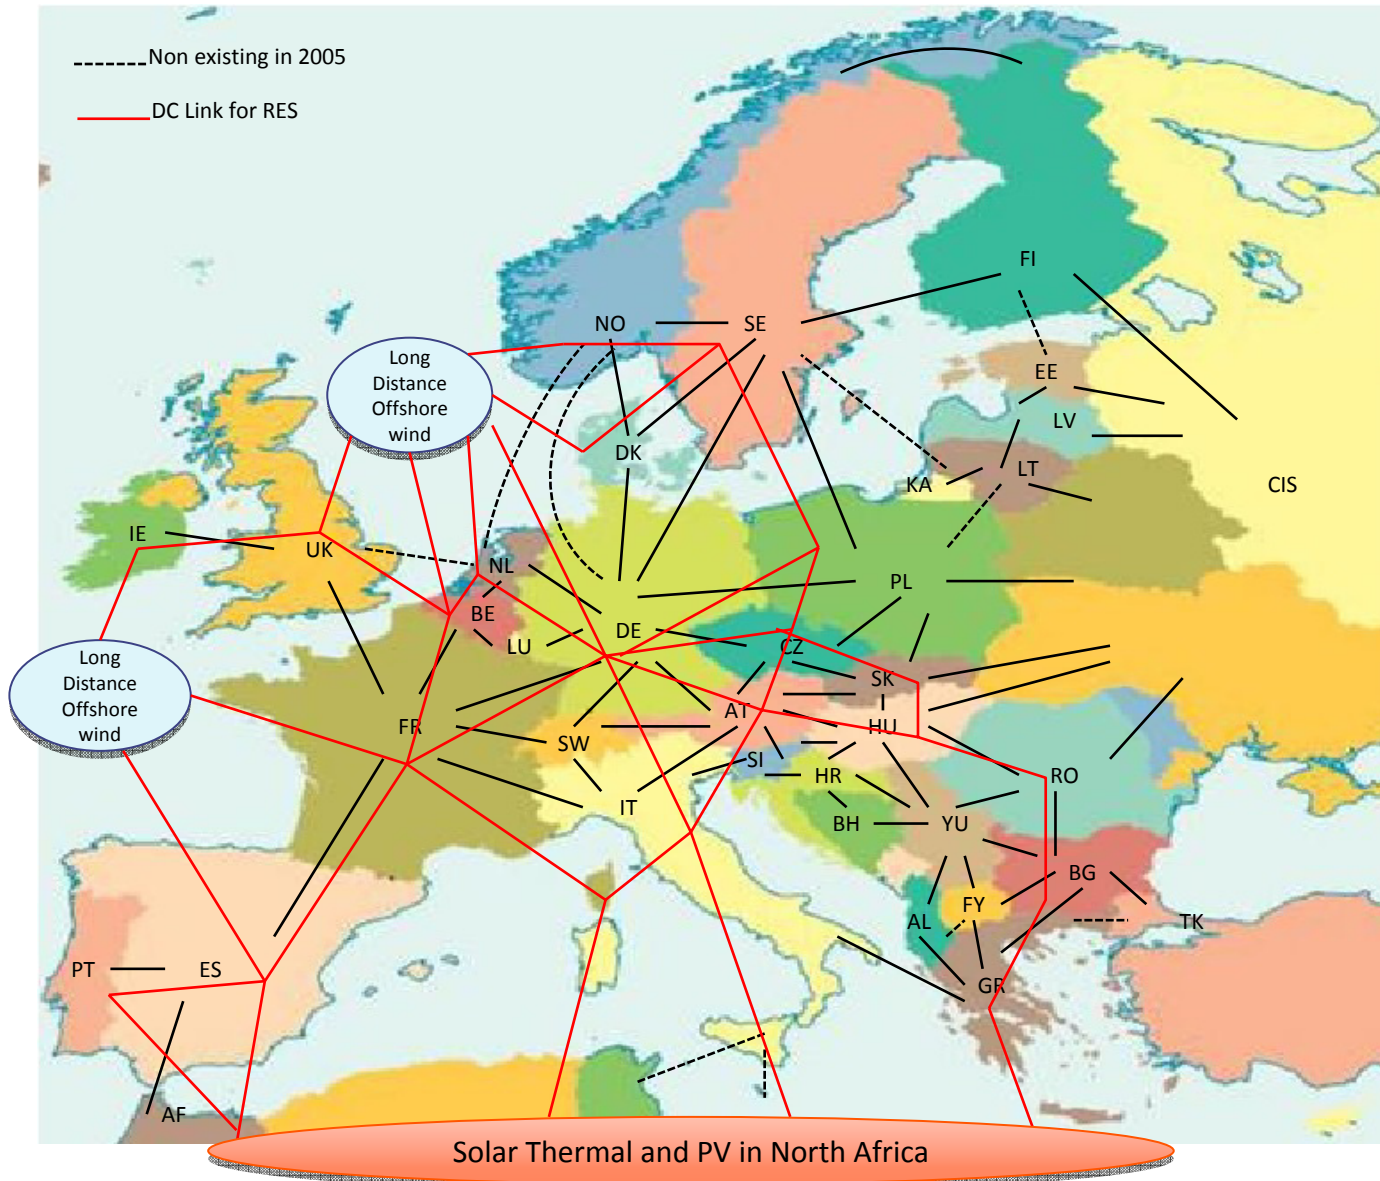 Non existing in 2005
DC Link for RES
FI
NO
SE
Long
Distance
Offshore
wind
EE
LV
DK
LT
KA
CIS
IE
UK
NL
PL
BE
DE
LU
CZ
Long
Distance
Offshore
wind
SK
FR
AT
HU
SW
SI
HR
RO
IT
BH
YU
BG
FY
AL
TK
PT
ES
GR
AF
Solar Thermal and PV in North Africa